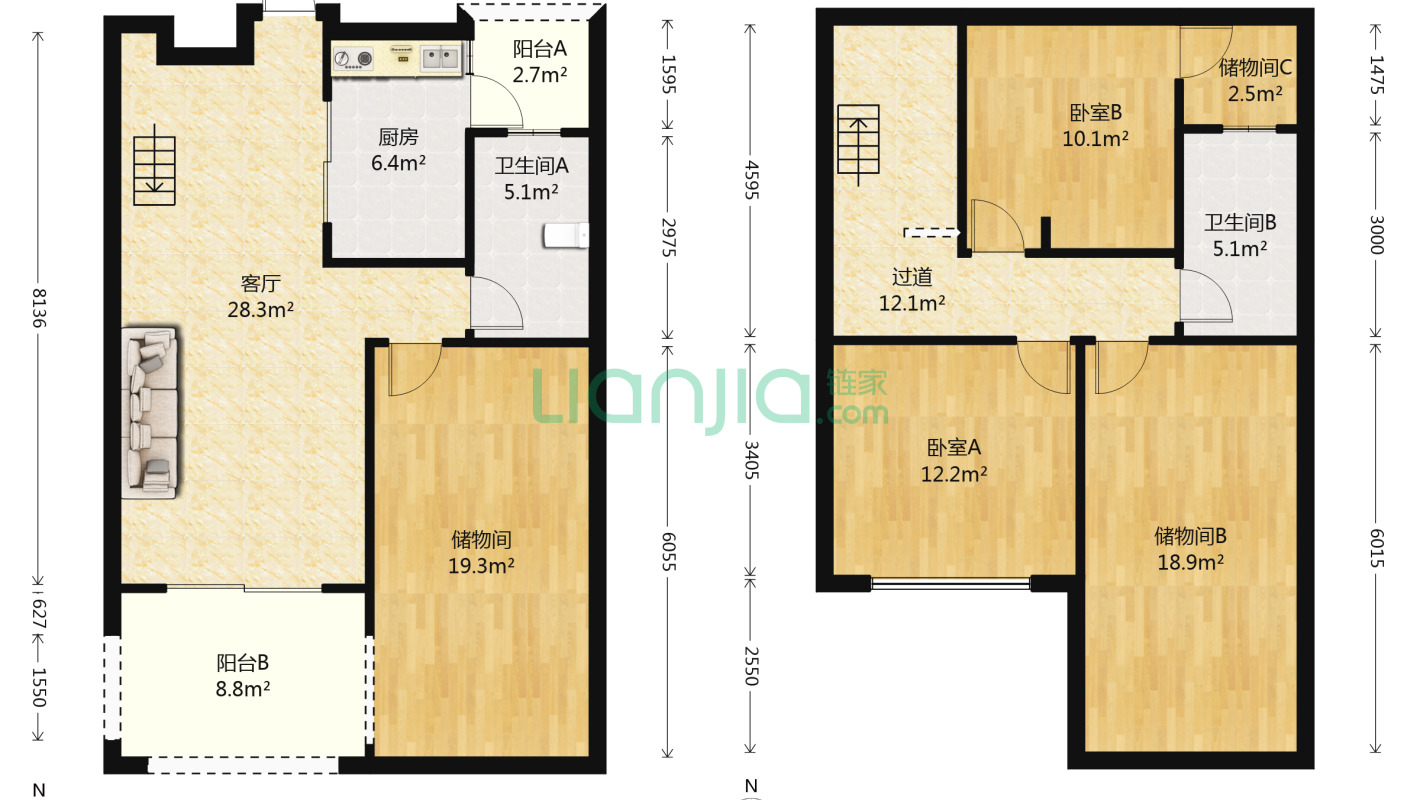 阳台A
2.7m²
厨房
6.4m²
卫生间A
5.1m²
客厅
28.3m²
储物间
19.3m²
阳台B
8.8m²
8136
627
1550
N
1595
2975
6055
Lianjia.com
链家
储物间C
2.5m²
卧室B
10.1m²
卫生间B
5.1m²
过道
12.1m²
卧室A
12.2m²
储物间B
18.9m²
4595
3405
2550
N
1475
3000
6015